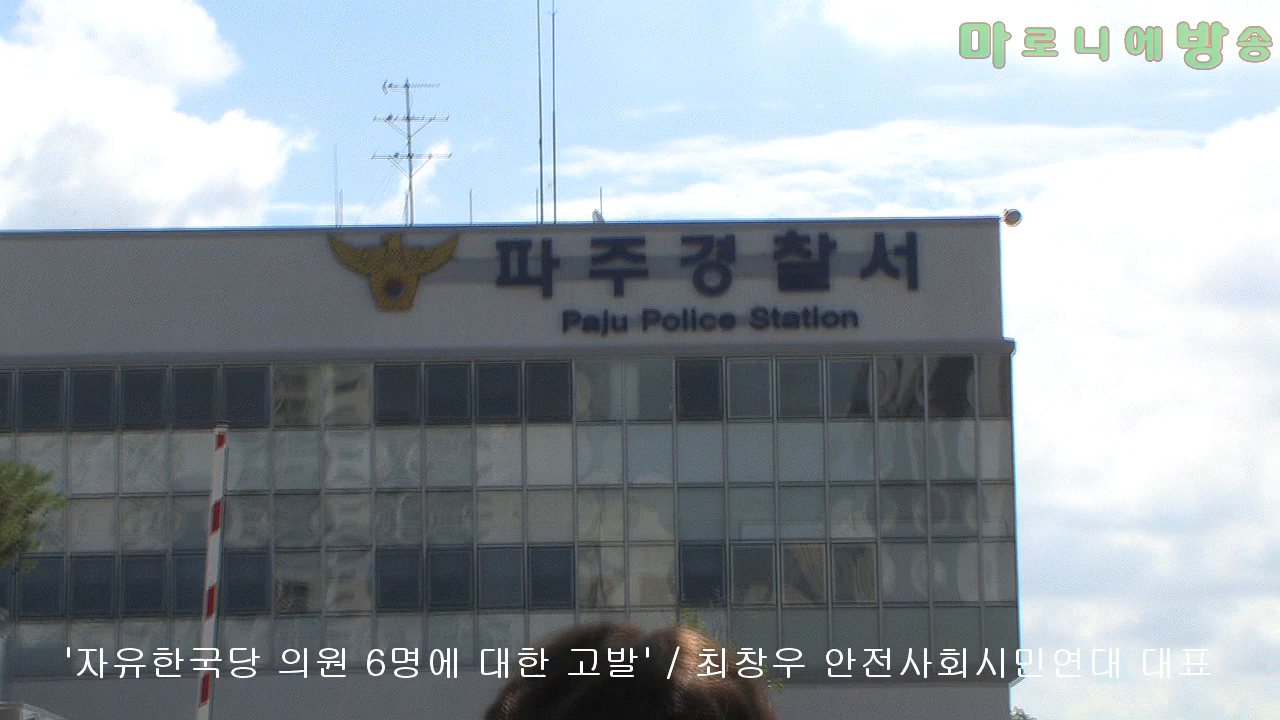 마로니에방송
파주경찰서
Paju Police Station
'자유한국당 의원 6명에 대한 고발' / 최창우 안전사회시민연대 대표